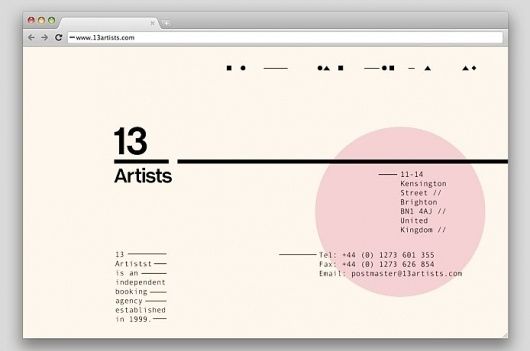 www.13artists.com
13
Artists
11-14
Kensington
Street //
Brighton
BN1 4AJ //
United
Kingdom //
13
Artistst
is an
independent
booking
agency
established
in 1999.
Tel: +44 (0) 1273 601 355
Fax: +44 (0) 1273 626 854
Email: postmaster@13artists.com